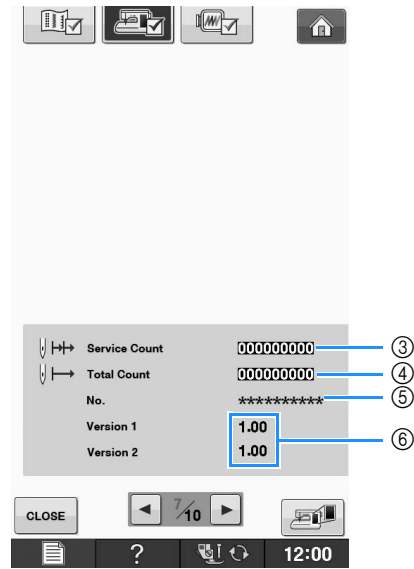 Service Count 000000000 ③
Total Count 000000000 ④
No. ********** ⑤
Version 1 1.00
Version 2 1.00 ⑥
CLOSE 7/10
? 12:00